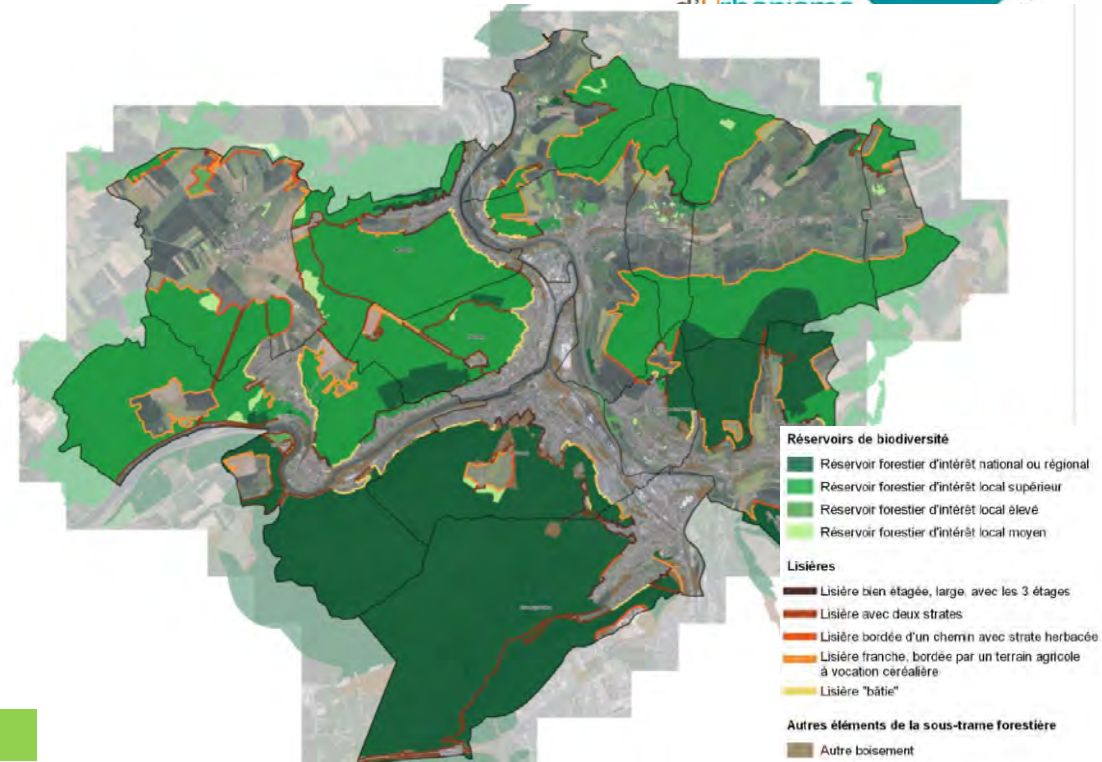 d'Urbanisme
Réservoirs de biodiversité
Réservoir forestier d'intérêt national ou régional
Réservoir forestier d'intérêt local supérieur
Réservoir forestier d'intérêt local élevé
Réservoir forestier d'intérêt local moyen
Lisières
Lisière bien étagée, large, avec les 3 étages
Lisière avec deux strates
Lisière bordée d'un chemin avec strate herbacée
Lisière franche, bordée par un terrain agricole
à vocation céréalière
Lisière "bâtie"
Autres éléments de la sous-trame forestière
Autre boisement